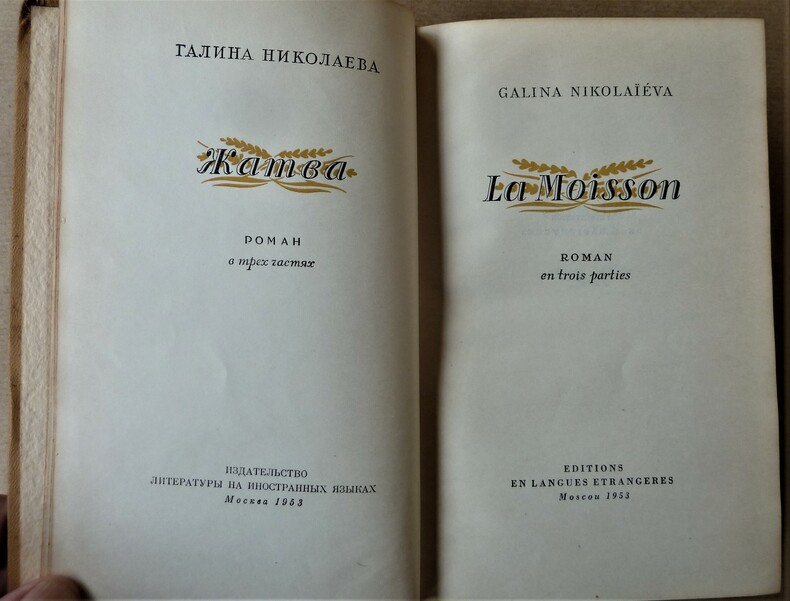 ГАЛИНА НИКОЛАЕВА
Жатва
РОМАН
в трех частях
ИЗДАТЕЛЬСТВО
ЛИТЕРАТУРЫ НА ИНОСТРАННЫХ ЯЗЫКАХ
Москва 1953
GALINA NIKOLAÏÉVA
La Moisson
ROMAN
en trois parties
EDITIONS
EN LANGUES ETRANGERES
Moscou 1953